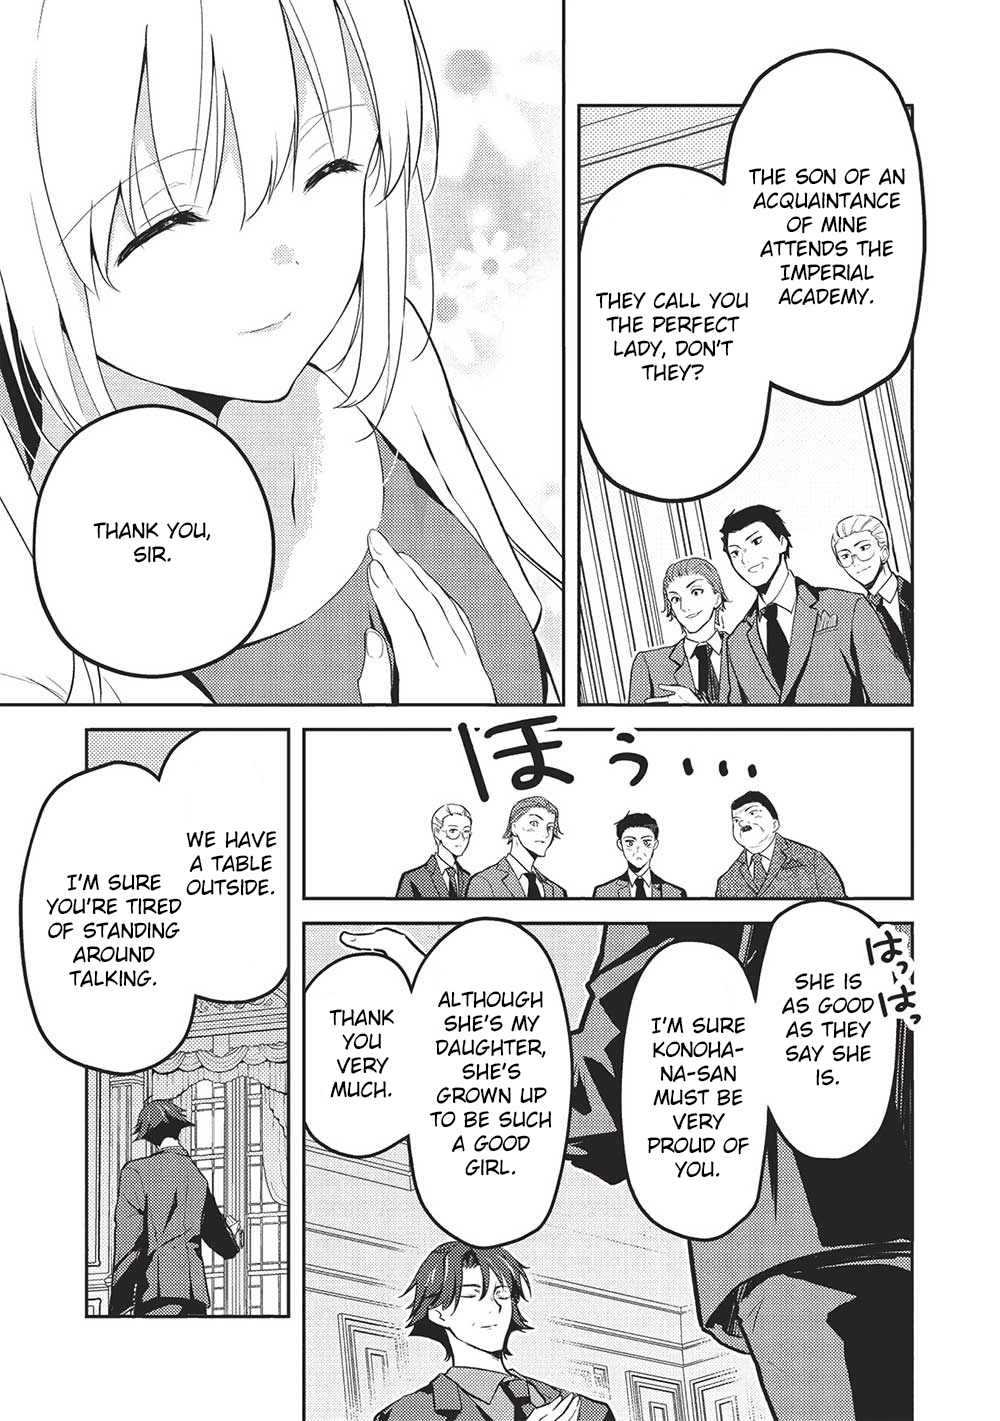 THE SON OF AN
ACQUAINTANCE
OF MINE
ATTENDS THE
IMPERIAL
ACADEMY.
THEY CALL YOU
THE PERFECT
LADY, DON'T
THEY?
THANK YOU,
SIR.
ほぅ...
はっ
はっ
SHE IS
AS GOOD
AS THEY
SAY SHE
IS.
I'M SURE
KONOHA-
NA-SAN
MUST BE
VERY
PROUD OF
YOU.
ALTHOUGH
SHE'S MY
DAUGHTER,
SHE'S
GROWN UP
TO BE SUCH
A GOOD
GIRL.
THANK
YOU
VERY
MUCH.
WE HAVE
A TABLE
OUTSIDE.
I'M SURE
YOU'RE TIRED
OF STANDING
AROUND
TALKING.